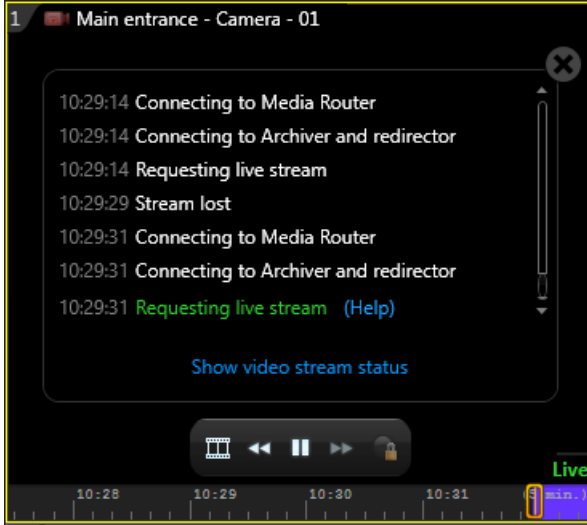 1 Main entrance - Camera - 01
10:29:14 Connecting to Media Router
10:29:14 Connecting to Archiver and redirector
10:29:14 Requesting live stream
10:29:29 Stream lost
10:29:31 Connecting to Media Router
10:29:31 Connecting to Archiver and redirector
10:29:31 Requesting live stream (Help)
Show video stream status
Live
10:28 10:29 10:30 10:31 (5 min.)